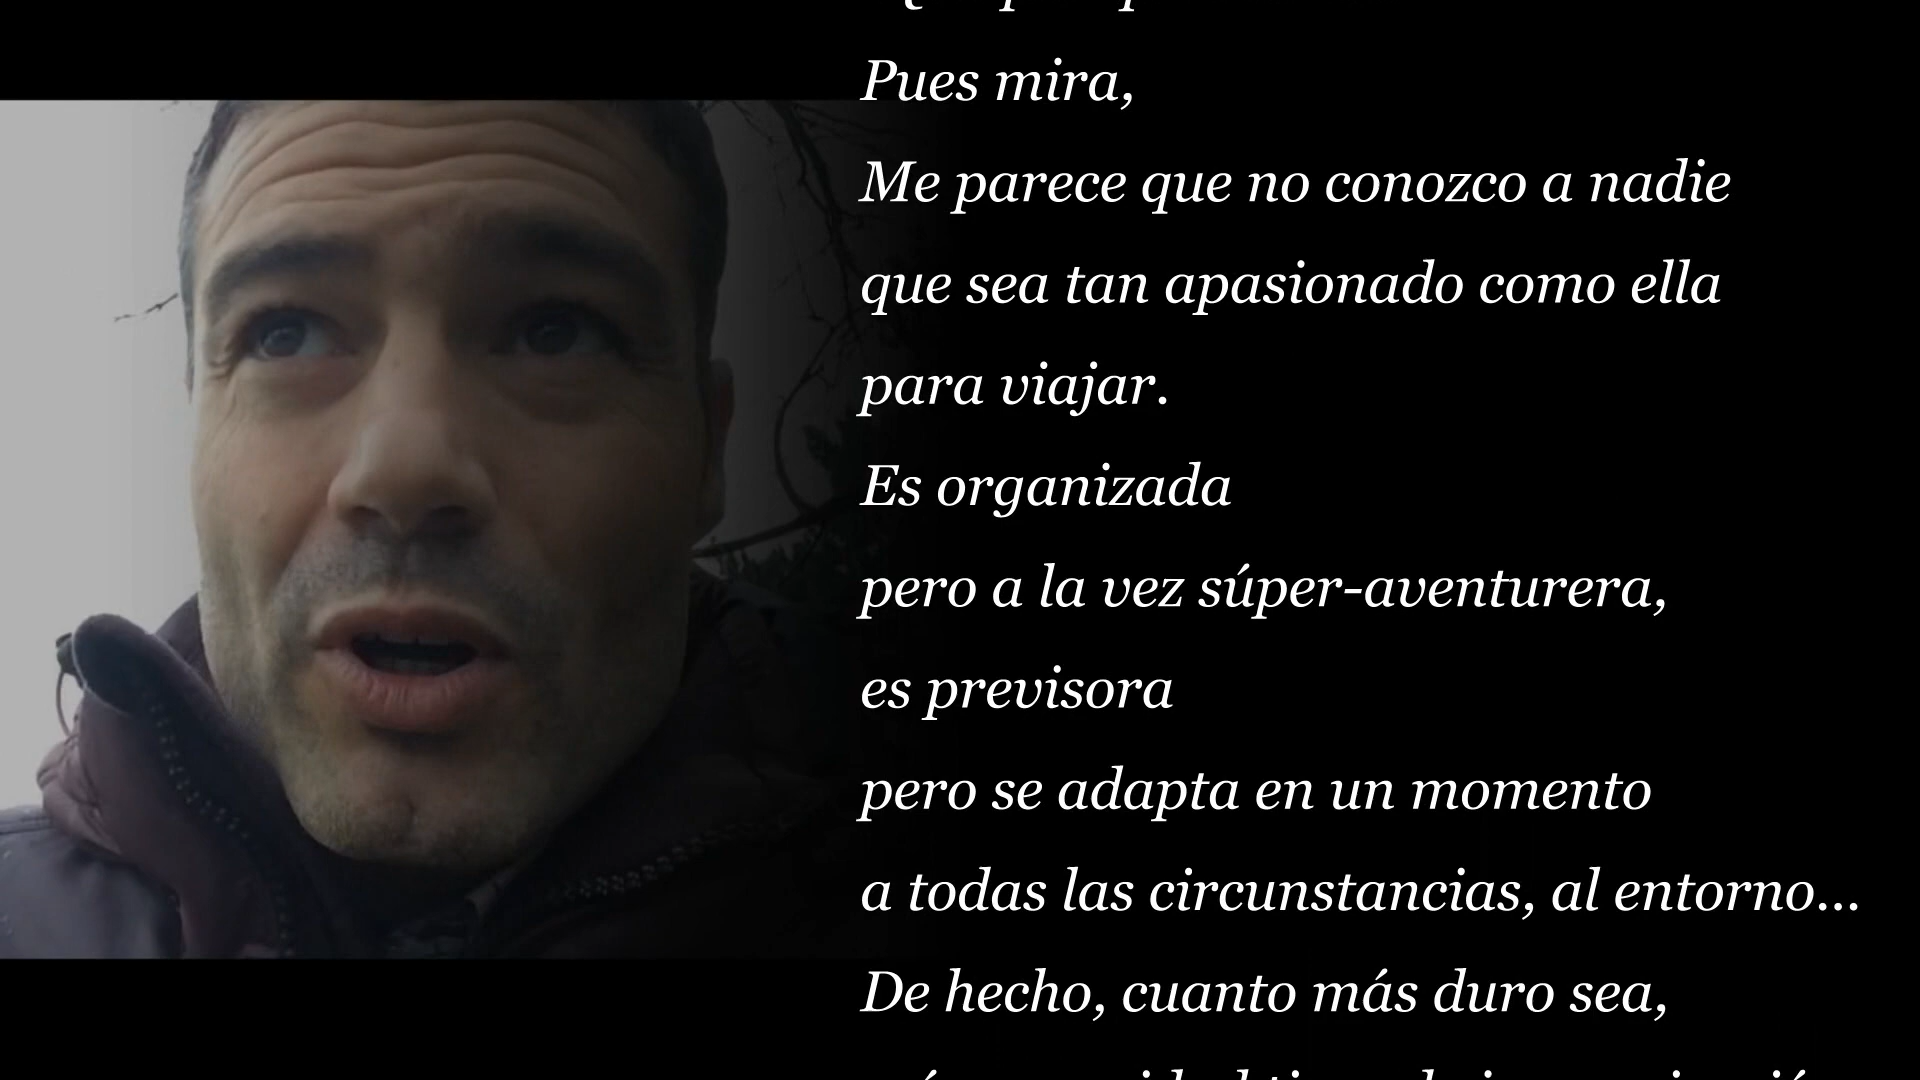 Pues mira,
Me parece que no conozco a nadie
que sea tan apasionado como ella
para viajar.
Es organizada
pero a la vez súper-aventurera,
es previsora
pero se adapta en un momento
a todas las circunstancias, al entorno...
De hecho, cuanto más duro sea,